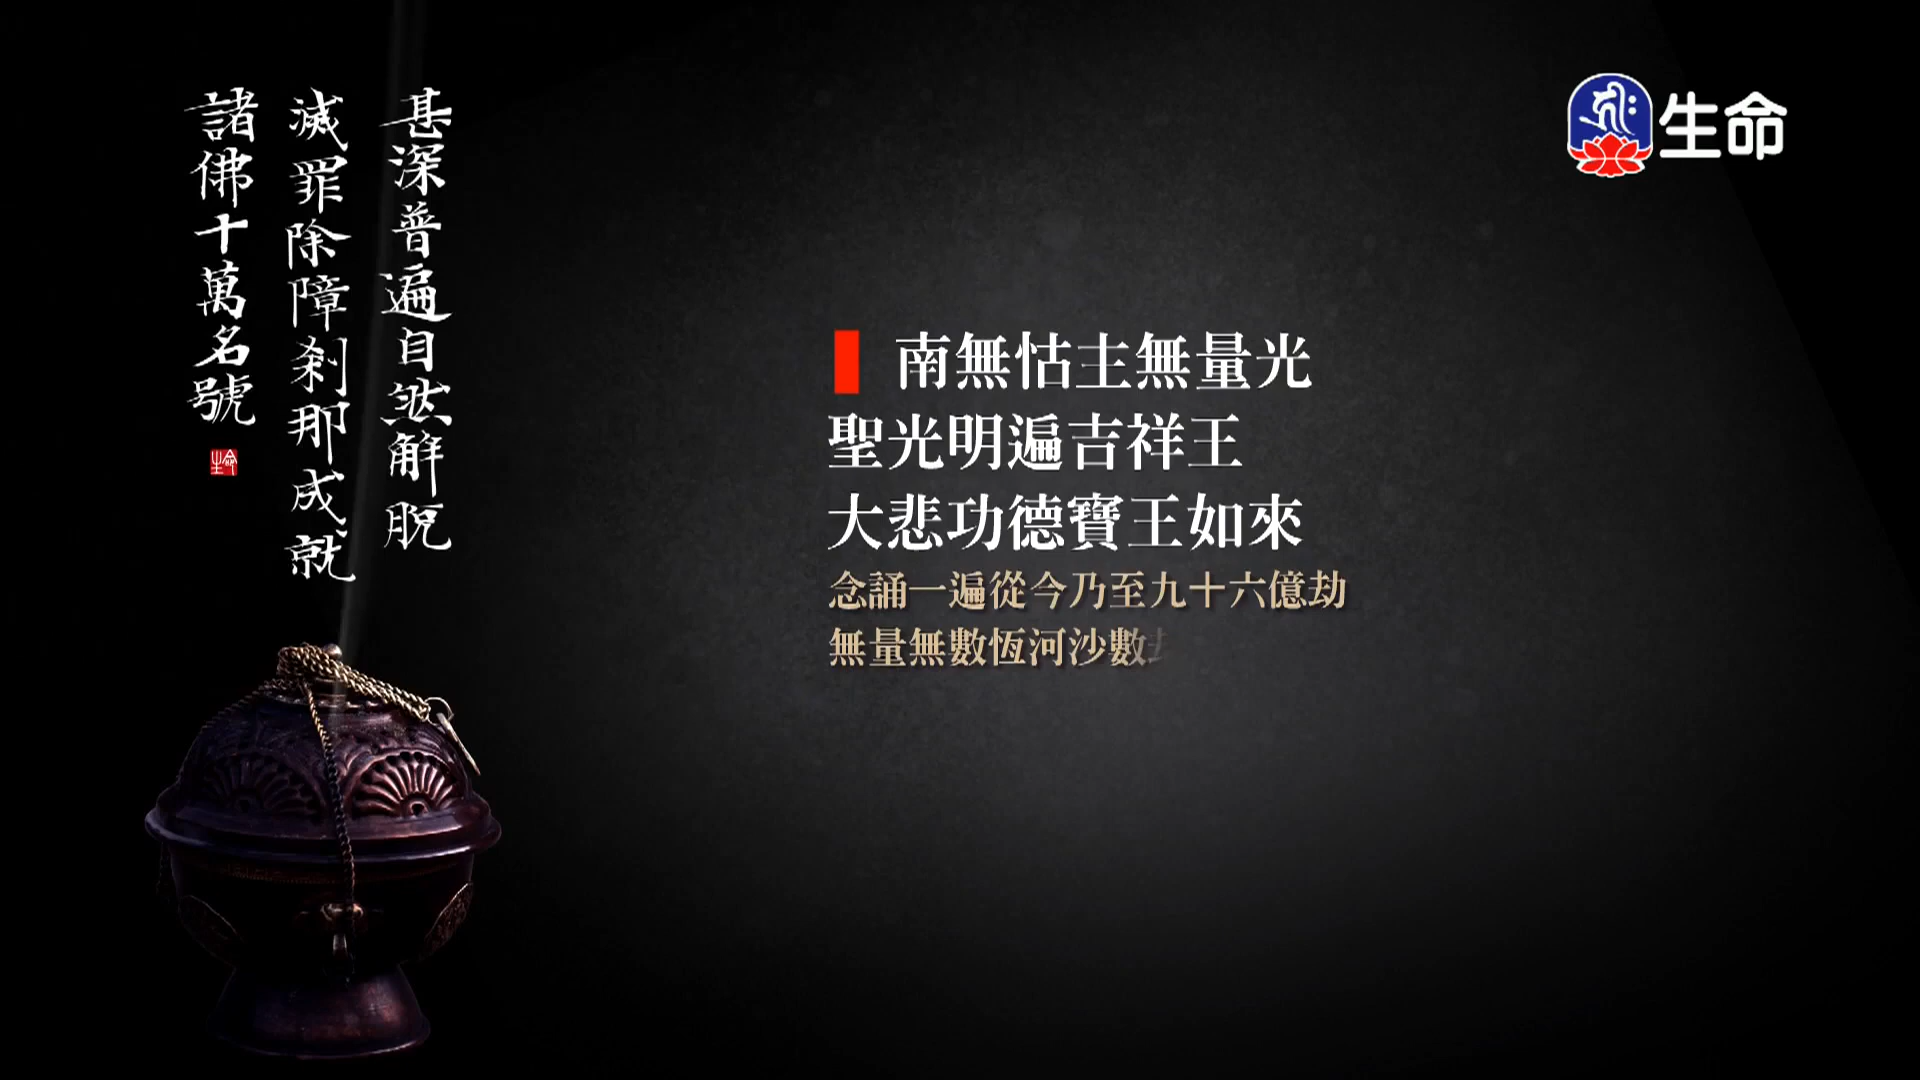 甚深普遍自然解脫
滅罪除障剎那成就
諸佛十萬名號
生命
南無怙主無量光
聖光明遍吉祥王
大悲功德寶王如來
念誦一遍從今乃至九十六億劫
無量無數恆河沙數